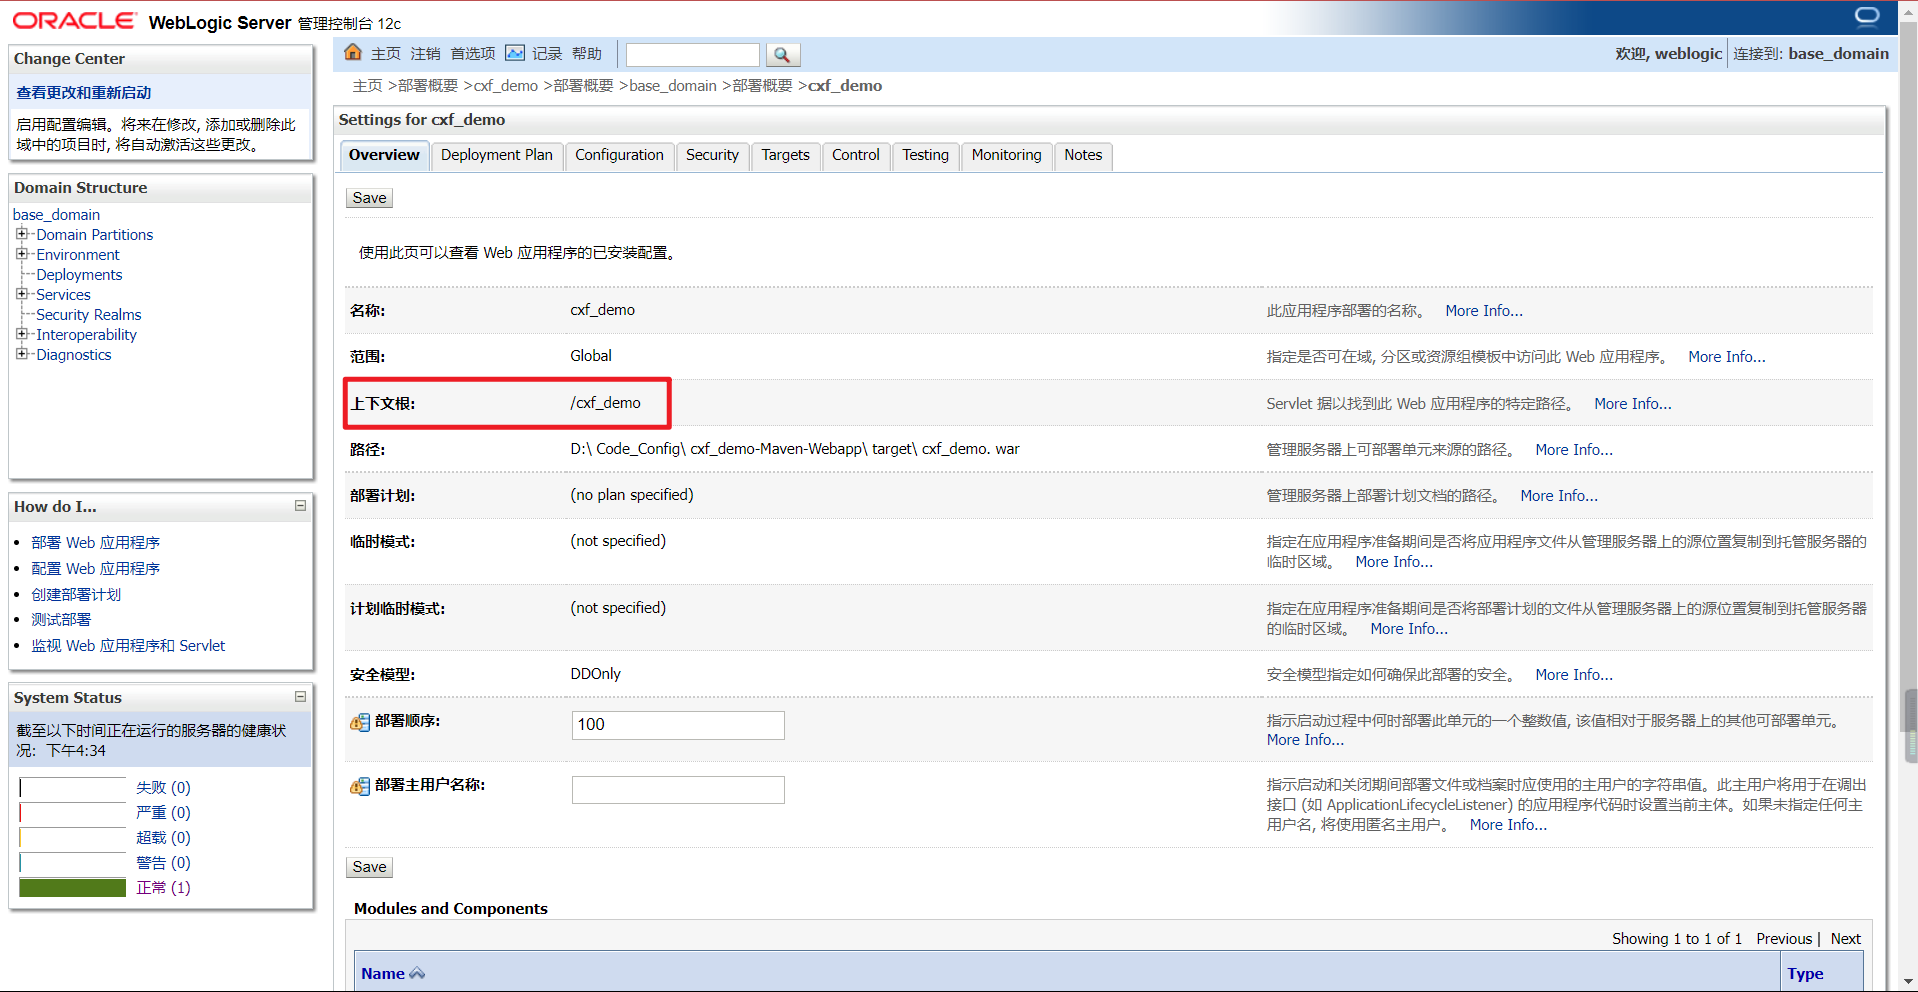 ORACLE WebLogic Server 管理控制台 12c
Change Center
查看更改和重新启动
启用配置编辑。将来在修改, 添加或删除此
域中的项目时, 将自动激活这些更改。
Domain Structure
base_domain
Domain Partitions
Environment
Deployments
Services
Security Realms
Interoperability
Diagnostics
How do I...
部署 Web 应用程序
配置 Web 应用程序
创建部署计划
测试部署
监视 Web 应用程序和 Servlet
System Status
截至以下时间正在运行的服务器的健康状
况: 下午4:34
失败 (0)
严重 (0)
超载 (0)
警告 (0)
正常 (1)
主页 注销 首选项 记录 帮助
欢迎, weblogic 连接到: base_domain
主页 >部署概要 >cxf_demo >部署概要 >base_domain >部署概要 >cxf_demo
Settings for cxf_demo
Overview Deployment Plan Configuration Security Targets Control Testing Monitoring Notes
Save
使用此页可以查看 Web 应用程序的已安装配置。
名称: cxf_demo 此应用程序部署的名称。 More Info...
范围: Global 指定是否可在域, 分区或资源组模板中访问此 Web 应用程序。 More Info...
上下文根: /cxf_demo Servlet 据以找到此 Web 应用程序的特定路径。 More Info...
路径: D:\ Code_Config\ cxf_demo-Maven-Webapp\ target\ cxf_demo. war 管理服务器上可部署单元来源的路径。 More Info...
部署计划: (no plan specified) 管理服务器上部署计划文档的路径。 More Info...
临时模式: (not specified) 指定在应用程序准备期间是否将应用程序文件从管理服务器上的源位置复制到托管服务器的
临时区域。 More Info...
计划临时模式: (not specified) 指定在应用程序准备期间是否将部署计划的文件从管理服务器上的源位置复制到托管服务器
的临时区域。 More Info...
安全模型: DDOnly 安全模型指定如何确保此部署的安全。 More Info...
部署顺序: 100 指示启动过程中何时部署此单元的一个整数值, 该值相对于服务器上的其他可部署单元。
More Info...
部署主用户名称: 指示启动和关闭期间部署文件或档案时应使用的主用户的字符串值。此主用户将用于在调出
接口 (如 ApplicationLifecycleListener) 的应用程序代码时设置当前主体。如果未指定任何主
用户名, 将使用匿名主用户。 More Info...
Save
Modules and Components
Showing 1 to 1 of 1 Previous | Next
Name Type